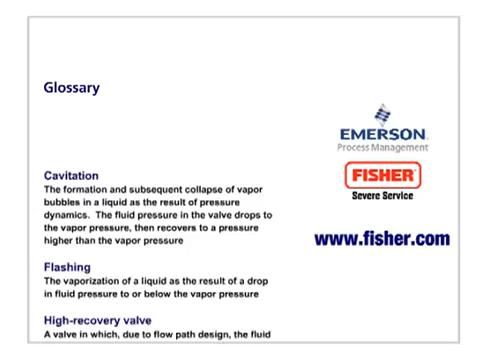 Glossary
EMERSON
Process Management
FISHER
Severe Service
www.fisher.com
Cavitation
The formation and subsequent collapse of vapor
bubbles in a liquid as the result of pressure
dynamics. The fluid pressure in the valve drops to
the vapor pressure, then recovers to a pressure
higher than the vapor pressure
Flashing
The vaporization of a liquid as the result of a drop
in fluid pressure to or below the vapor pressure
High-recovery valve
A valve in which, due to flow path design, the fluid